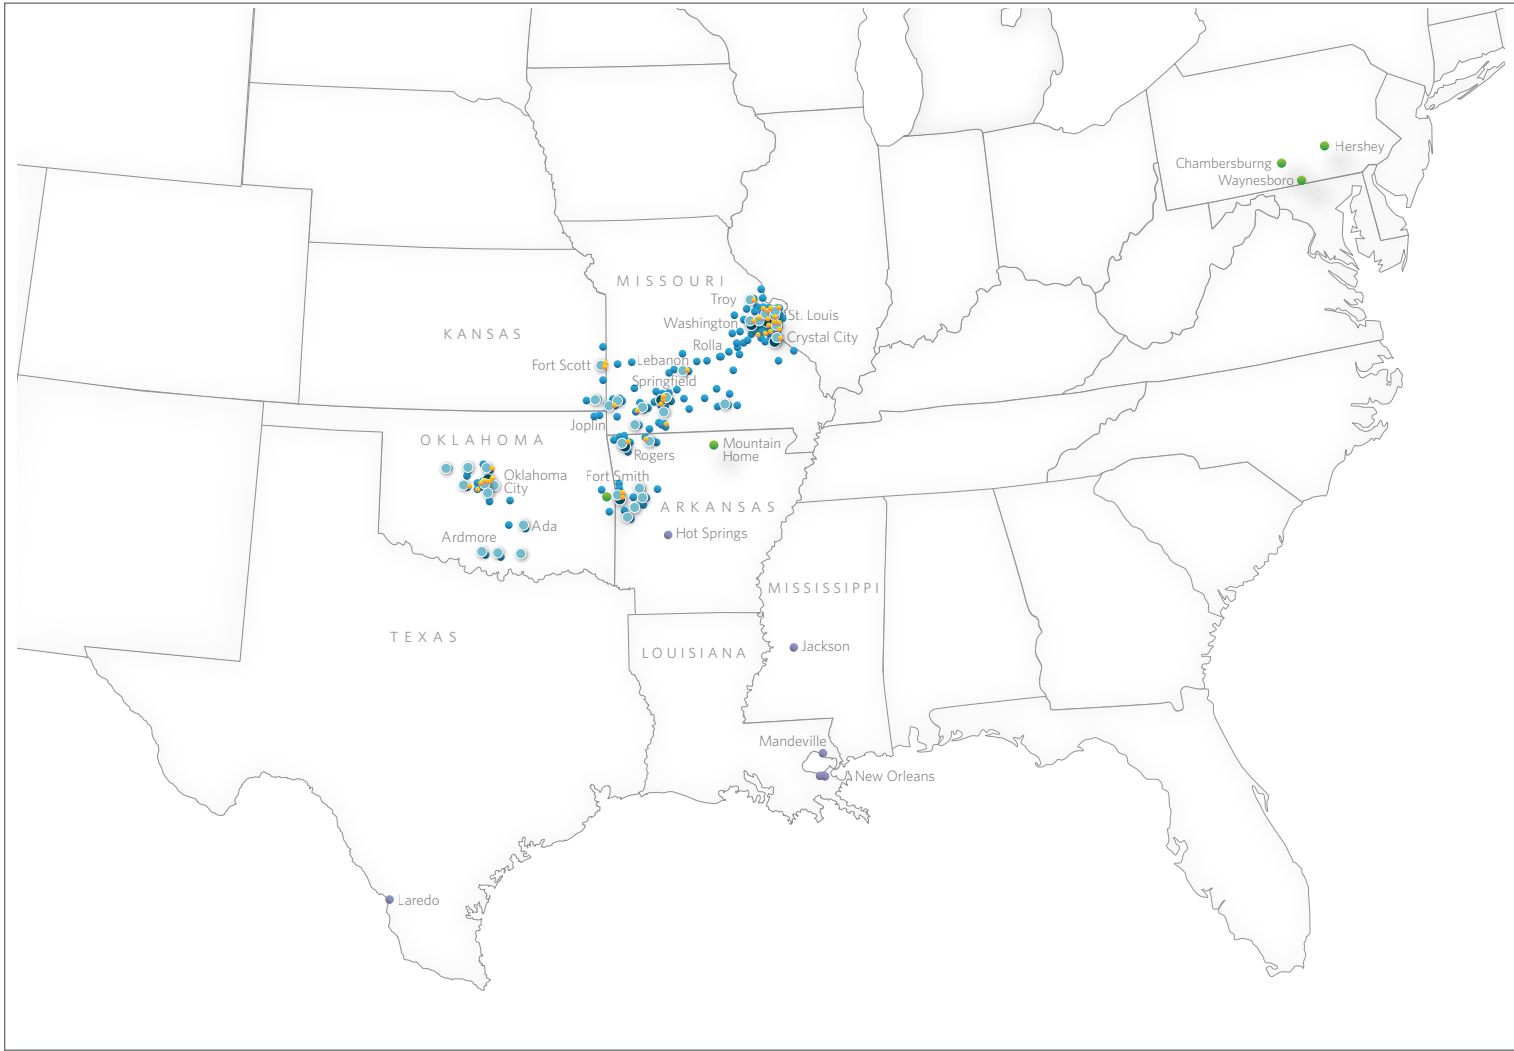 Hershey
Chambersburng
Waynesboro
MISSOURI
Troy
St. Louis
Washington
KANSAS
Crystal City
Rolla
Lebanon
Fort Scott
Springfield
Joplin
OKLAHOMA
Mountain
Home
Rogers
Oklahoma
City
Fort Smith
ARKANSAS
Ada
Hot Springs
Ardmore
MISSISSIPPI
TEXAS
Jackson
LOUISIANA
Mandeville
New Orleans
Laredo